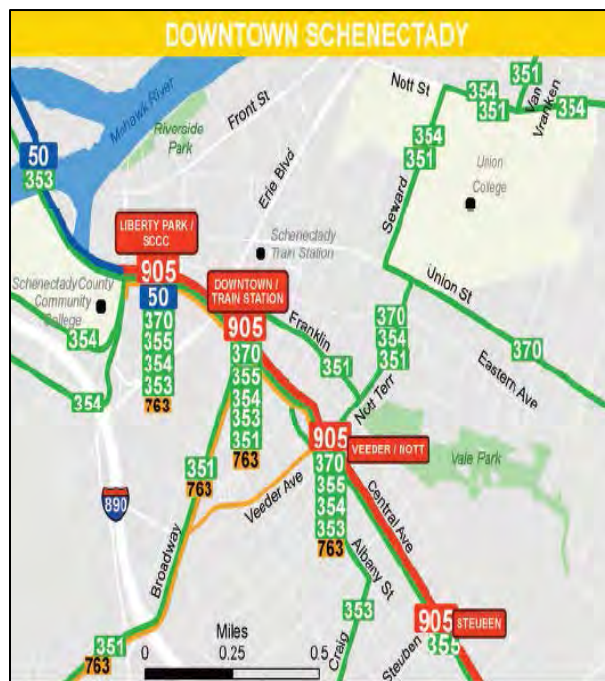 DOWNTOWN SCHENECTADY
Mohawk River
Riverside
Park
Front St
Erie Blvd
Nott St
354
351
351
Van
Vranken
354
354
351
Seward
Union
College
50
353
LIBERTY PARK /
SCCC
905
50
370
355
354
353
763
Schenectady
Train Station
DOWNTOWN /
TRAIN STATION
905
370
355
354
353
351
763
Schenectady County
Community
College
354
354
Franklin
351
370
354
351
Nott Terr
Union St
370
Eastern Ave
905
VEEDER / NOTT
370
355
354
354
353
763
Vale Park
351
763
Veeder Ave
890
Broadway
Central Ave
Albany St
353
Craig
Steuben
905
STEUBEN
355
351
763
Miles
0
0.25
0.5